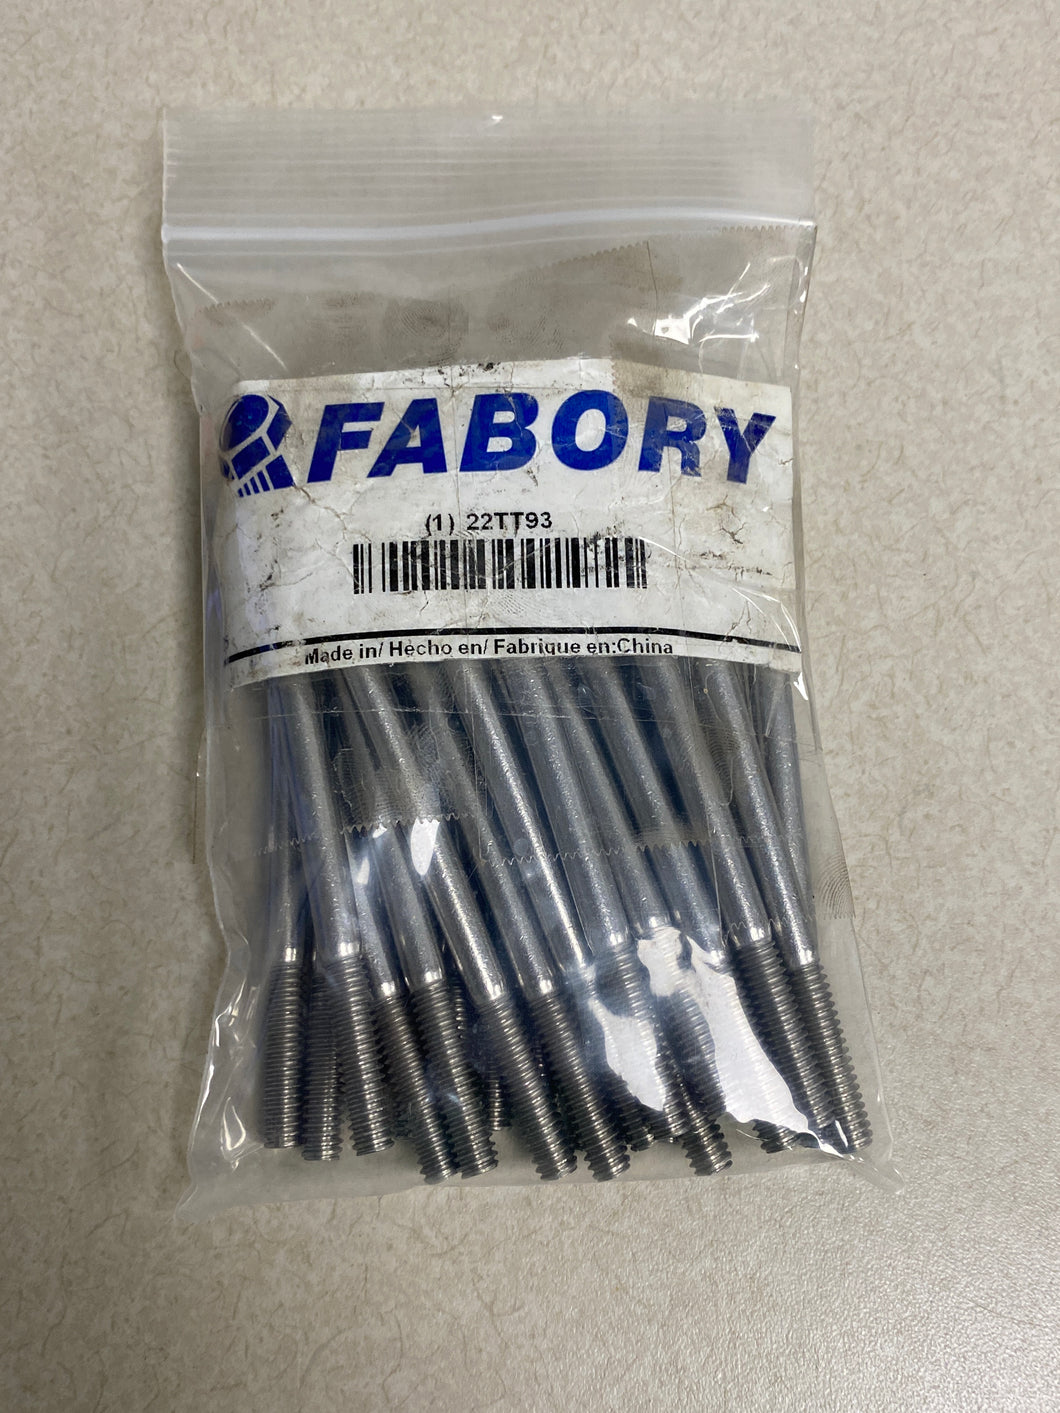 FABORY
(1) 22TT93
Made in/ Hecho en/ Fabrique en:China